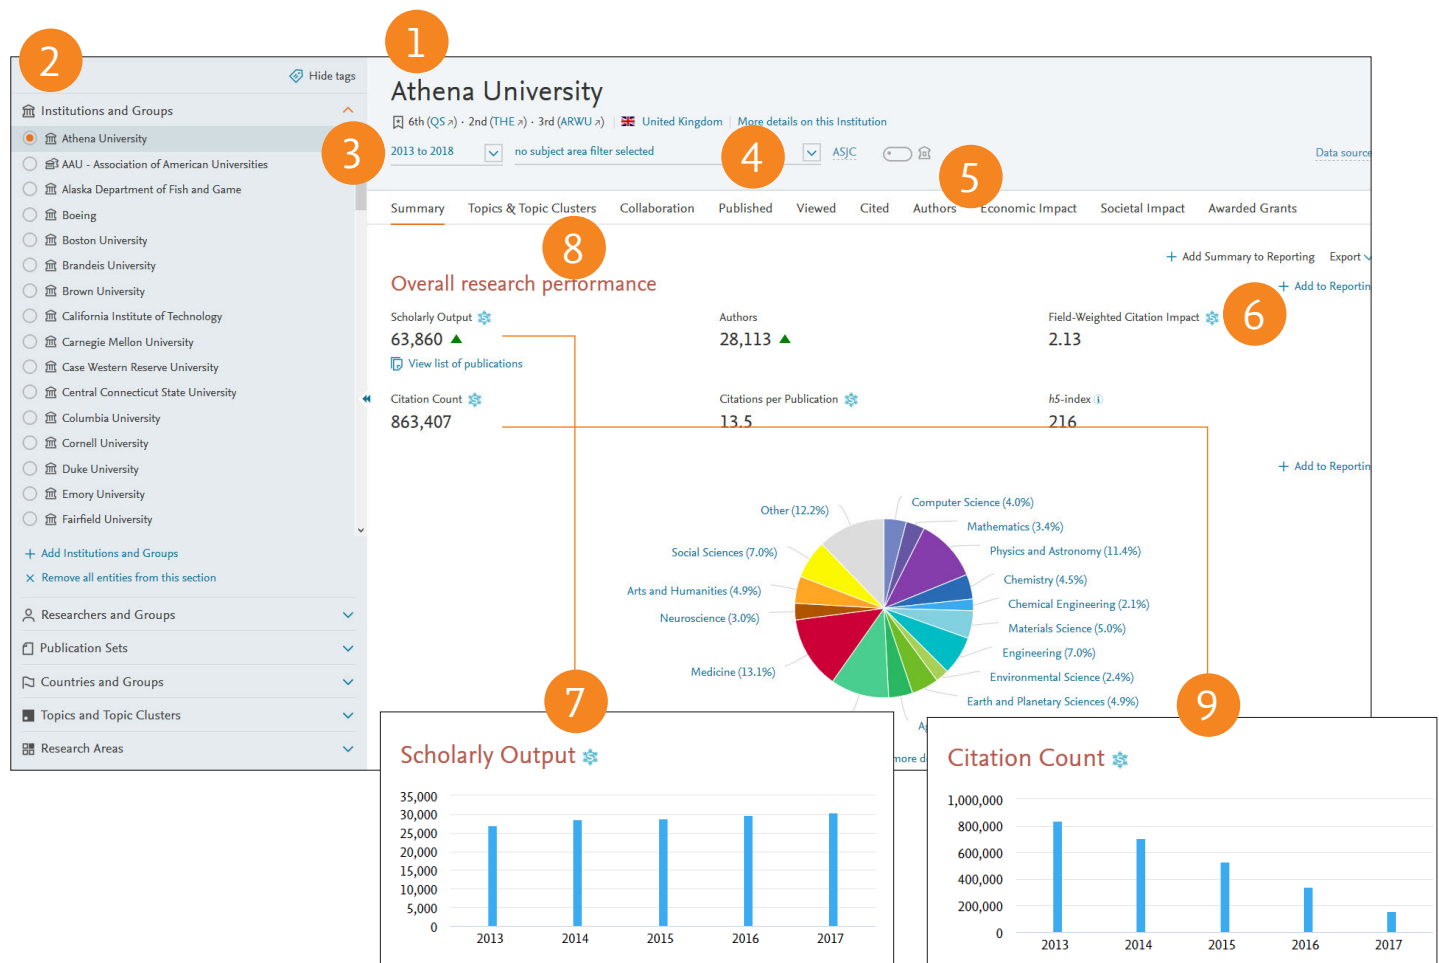 1
2
Hide tags
Institutions and Groups
Athena University
AAU - Association of American Universities
Alaska Department of Fish and Game
Boeing
Boston University
Brandeis University
Brown University
California Institute of Technology
Carnegie Mellon University
Case Western Reserve University
Central Connecticut State University
Columbia University
Cornell University
Duke University
Emory University
Fairfield University
+ Add Institutions and Groups
× Remove all entities from this section
Researchers and Groups
Publication Sets
Countries and Groups
Topics and Topic Clusters
Research Areas
Athena University
6th (QS ↗) · 2nd (THE ↗) · 3rd (ARWU ↗) United Kingdom More details on this Institution
3
2013 to 2018 no subject area filter selected 4 ASJC Data source
5
Summary Topics & Topic Clusters Collaboration Published Viewed Cited Authors Economic Impact Societal Impact Awarded Grants
8
+ Add Summary to Reporting Export
Overall research performance
+ Add to Reportin
6
Scholarly Output Authors Field-Weighted Citation Impact
63,860 28,113 2.13
View list of publications
Citation Count Citations per Publication h5-index i
863,407 13.5 216
+ Add to Reportin
Other (12.2%) Computer Science (4.0%)
Mathematics (3.4%)
Social Sciences (7.0%) Physics and Astronomy (11.4%)
Arts and Humanities (4.9%) Chemistry (4.5%)
Neuroscience (3.0%) Chemical Engineering (2.1%)
Materials Science (5.0%)
Engineering (7.0%)
Medicine (13.1%) Environmental Science (2.4%)
Earth and Planetary Sciences (4.9%)
7
9
Scholarly Output
35,000
30,000
25,000
20,000
15,000
10,000
5,000
0
2013 2014 2015 2016 2017
more d
Citation Count
1,000,000
800,000
600,000
400,000
200,000
0
2013 2014 2015 2016 2017